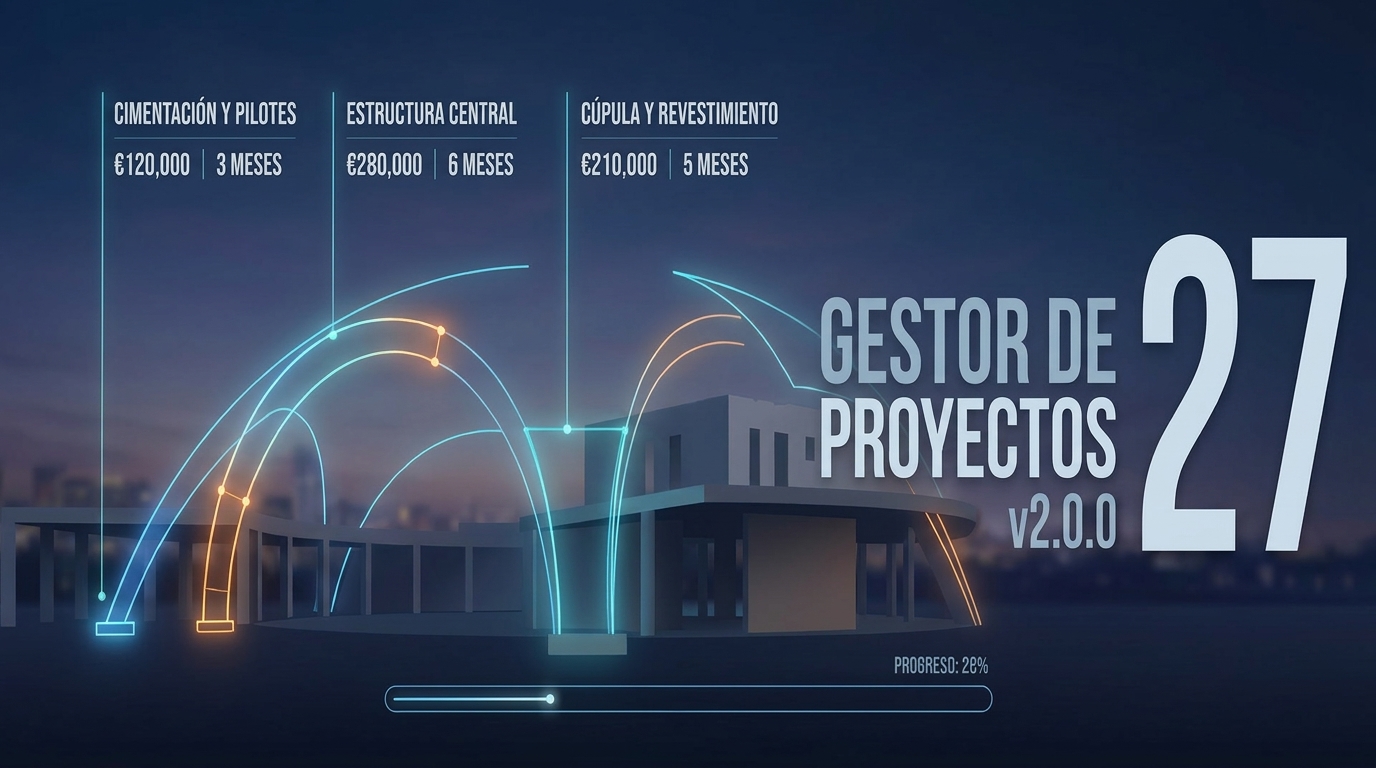 CIMENTACIÓN Y PILOTES
€120,000 | 3 MESES
ESTRUCTURA CENTRAL
€280,000 | 6 MESES
CÚPULA Y REVESTIMIENTO
€210,000 | 5 MESES
GESTOR DE
PROYECTOS
v2.0.0
27
PROGRESO: